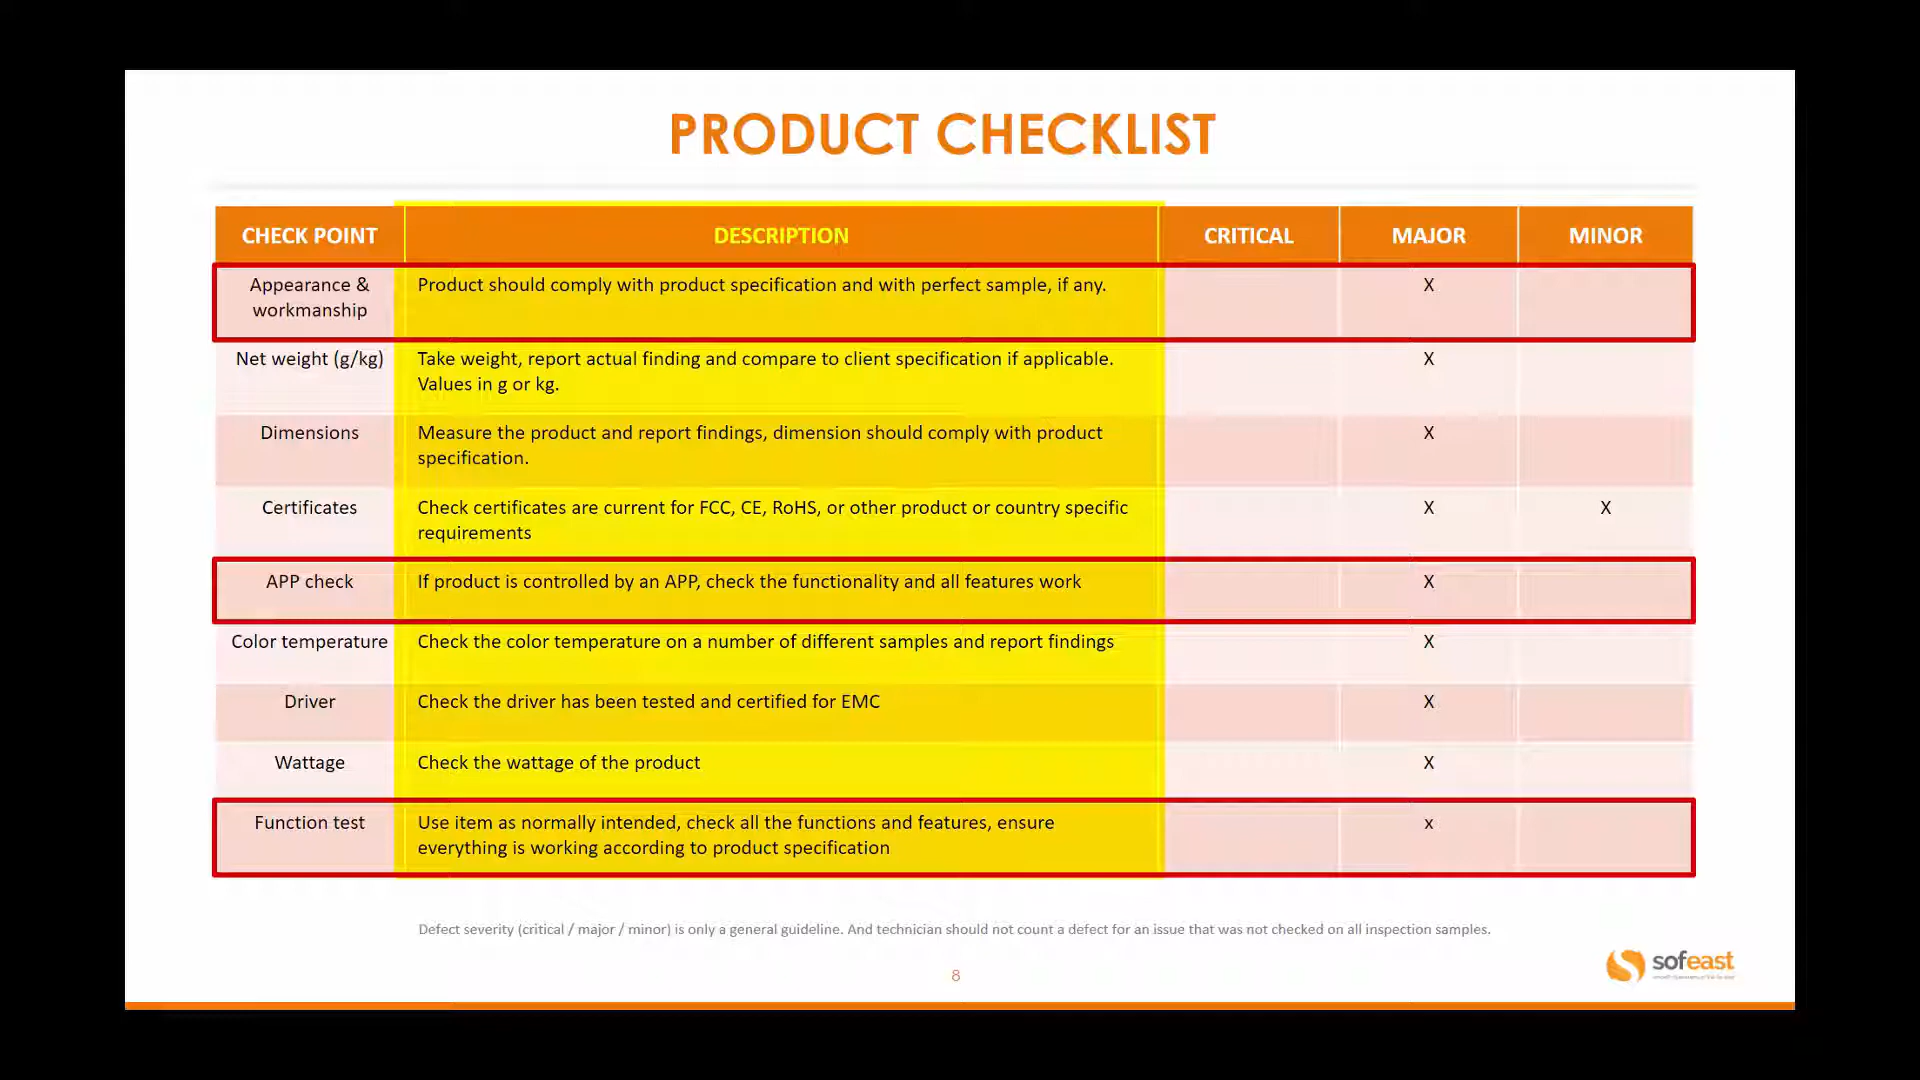 PRODUCT CHECKLIST
CHECK POINT DESCRIPTION CRITICAL MAJOR MINOR
Appearance & Product should comply with product specification and with perfect sample, if any. X
workmanship
Net weight (g/kg) Take weight, report actual finding and compare to client specification if applicable. X
Values in g or kg.
Dimensions Measure the product and report findings, dimension should comply with product X
specification.
Certificates Check certificates are current for FCC, CE, RoHS, or other product or country specific X X
requirements
APP check If product is controlled by an APP, check the functionality and all features work X
Color temperature Check the color temperature on a number of different samples and report findings X
Driver Check the driver has been tested and certified for EMC X
Wattage Check the wattage of the product X
Function test Use item as normally intended, check all the functions and features, ensure x
everything is working according to product specification
Defect severity (critical / major / minor) is only a general guideline. And technician should not count a defect for an issue that was not checked on all inspection samples.
sofeast
8